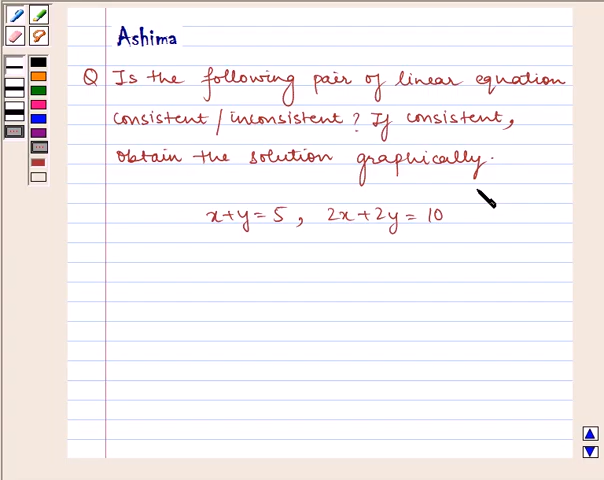 Ashima
Q Is the following pair of linear equation
consistent / inconsistent ? If consistent,
obtain the solution graphically.
x+y = 5 , 2x+2y = 10